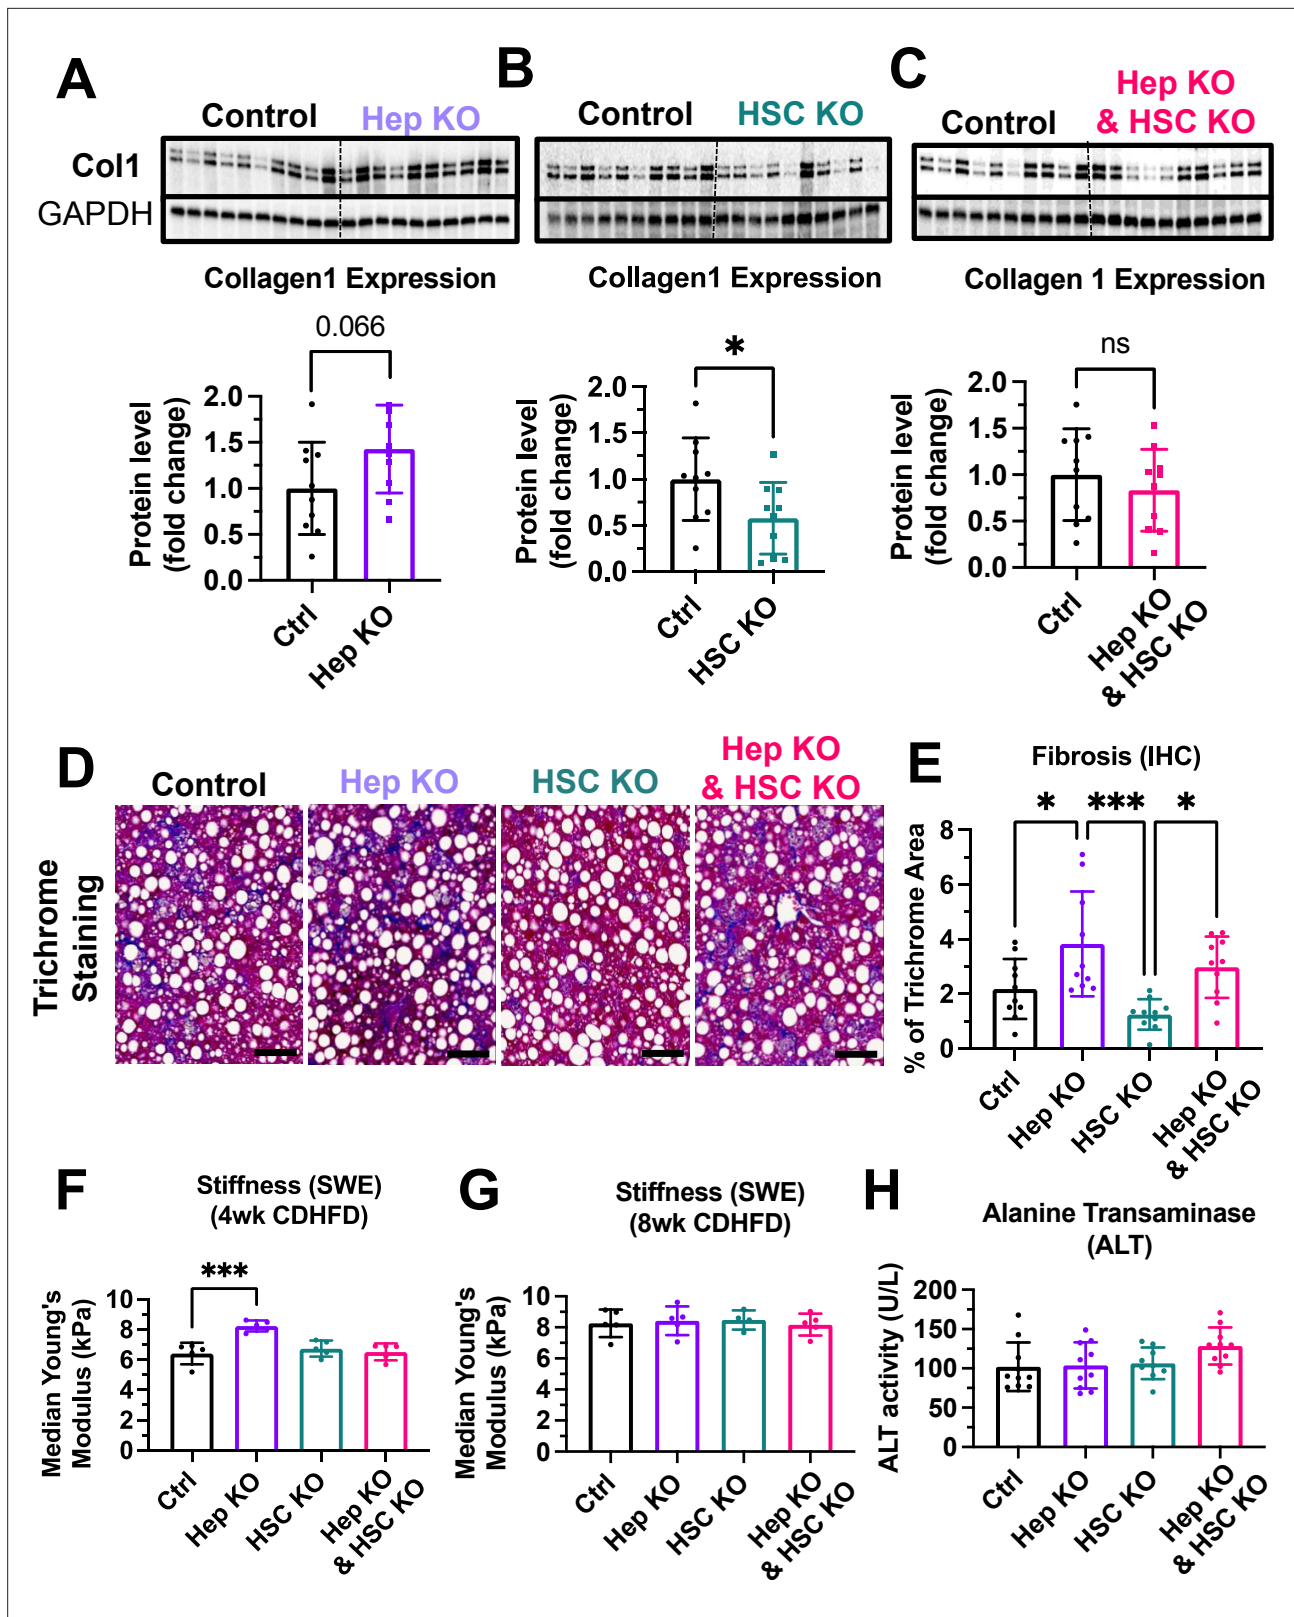 A
Control
Hep KO
Col1
GAPDH
Collagen1 Expression
0.066
Protein level
(fold change)
2.0
1.5
1.0
0.5
0.0
Ctrl
Hep KO
B
Control
HSC KO
Collagen1 Expression
*
Protein level
(fold change)
2.0
1.5
1.0
0.5
0.0
Ctrl
HSC KO
C
Control
Hep KO
& HSC KO
Collagen 1 Expression
ns
Protein level
(fold change)
2.0
1.5
1.0
0.5
0.0
Ctrl
Hep KO
& HSC KO
D
Control
Hep KO
HSC KO
Hep KO
& HSC KO
Trichrome
Staining
E
Fibrosis (IHC)
*
***
*
% of Trichrome Area
8
6
4
2
0
Ctrl
Hep KO
HSC KO
Hep KO
& HSC KO
F
Stiffness (SWE)
(4wk CDHFD)
***
Median Young's
Modulus (kPa)
10
8
6
4
2
0
Ctrl
Hep KO
HSC KO
Hep KO
& HSC KO
G
Stiffness (SWE)
(8wk CDHFD)
Median Young's
Modulus (kPa)
10
8
6
4
2
0
Ctrl
Hep KO
HSC KO
Hep KO
& HSC KO
H
Alanine Transaminase
(ALT)
ALT activity (U/L)
200
150
100
50
0
Ctrl
Hep KO
HSC KO
Hep KO
& HSC KO